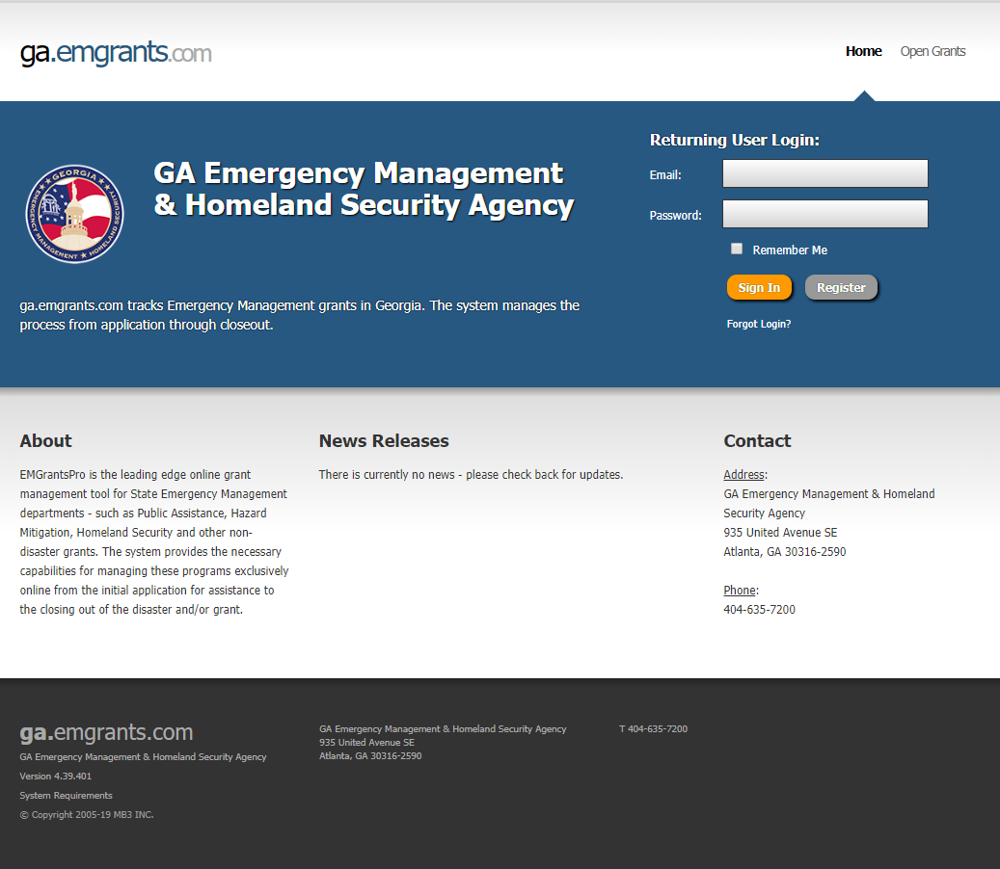 ga.emgrants.com
Home Open Grants
GEORGIA
EMERGENCY MANAGEMENT ★ HOMELAND SECURITY
GA Emergency Management
& Homeland Security Agency
ga.emgrants.com tracks Emergency Management grants in Georgia. The system manages the
process from application through closeout.
Returning User Login:
Email:
Password:
Remember Me
Sign In Register
Forgot Login?
About
EMGrantsPro is the leading edge online grant
management tool for State Emergency Management
departments - such as Public Assistance, Hazard
Mitigation, Homeland Security and other non-
disaster grants. The system provides the necessary
capabilities for managing these programs exclusively
online from the initial application for assistance to
the closing out of the disaster and/or grant.
News Releases
There is currently no news - please check back for updates.
Contact
Address:
GA Emergency Management & Homeland
Security Agency
935 United Avenue SE
Atlanta, GA 30316-2590
Phone:
404-635-7200
ga.emgrants.com
GA Emergency Management & Homeland Security Agency
Version 4.39.401
System Requirements
© Copyright 2005-19 MB3 INC.
GA Emergency Management & Homeland Security Agency
935 United Avenue SE
Atlanta, GA 30316-2590
T 404-635-7200